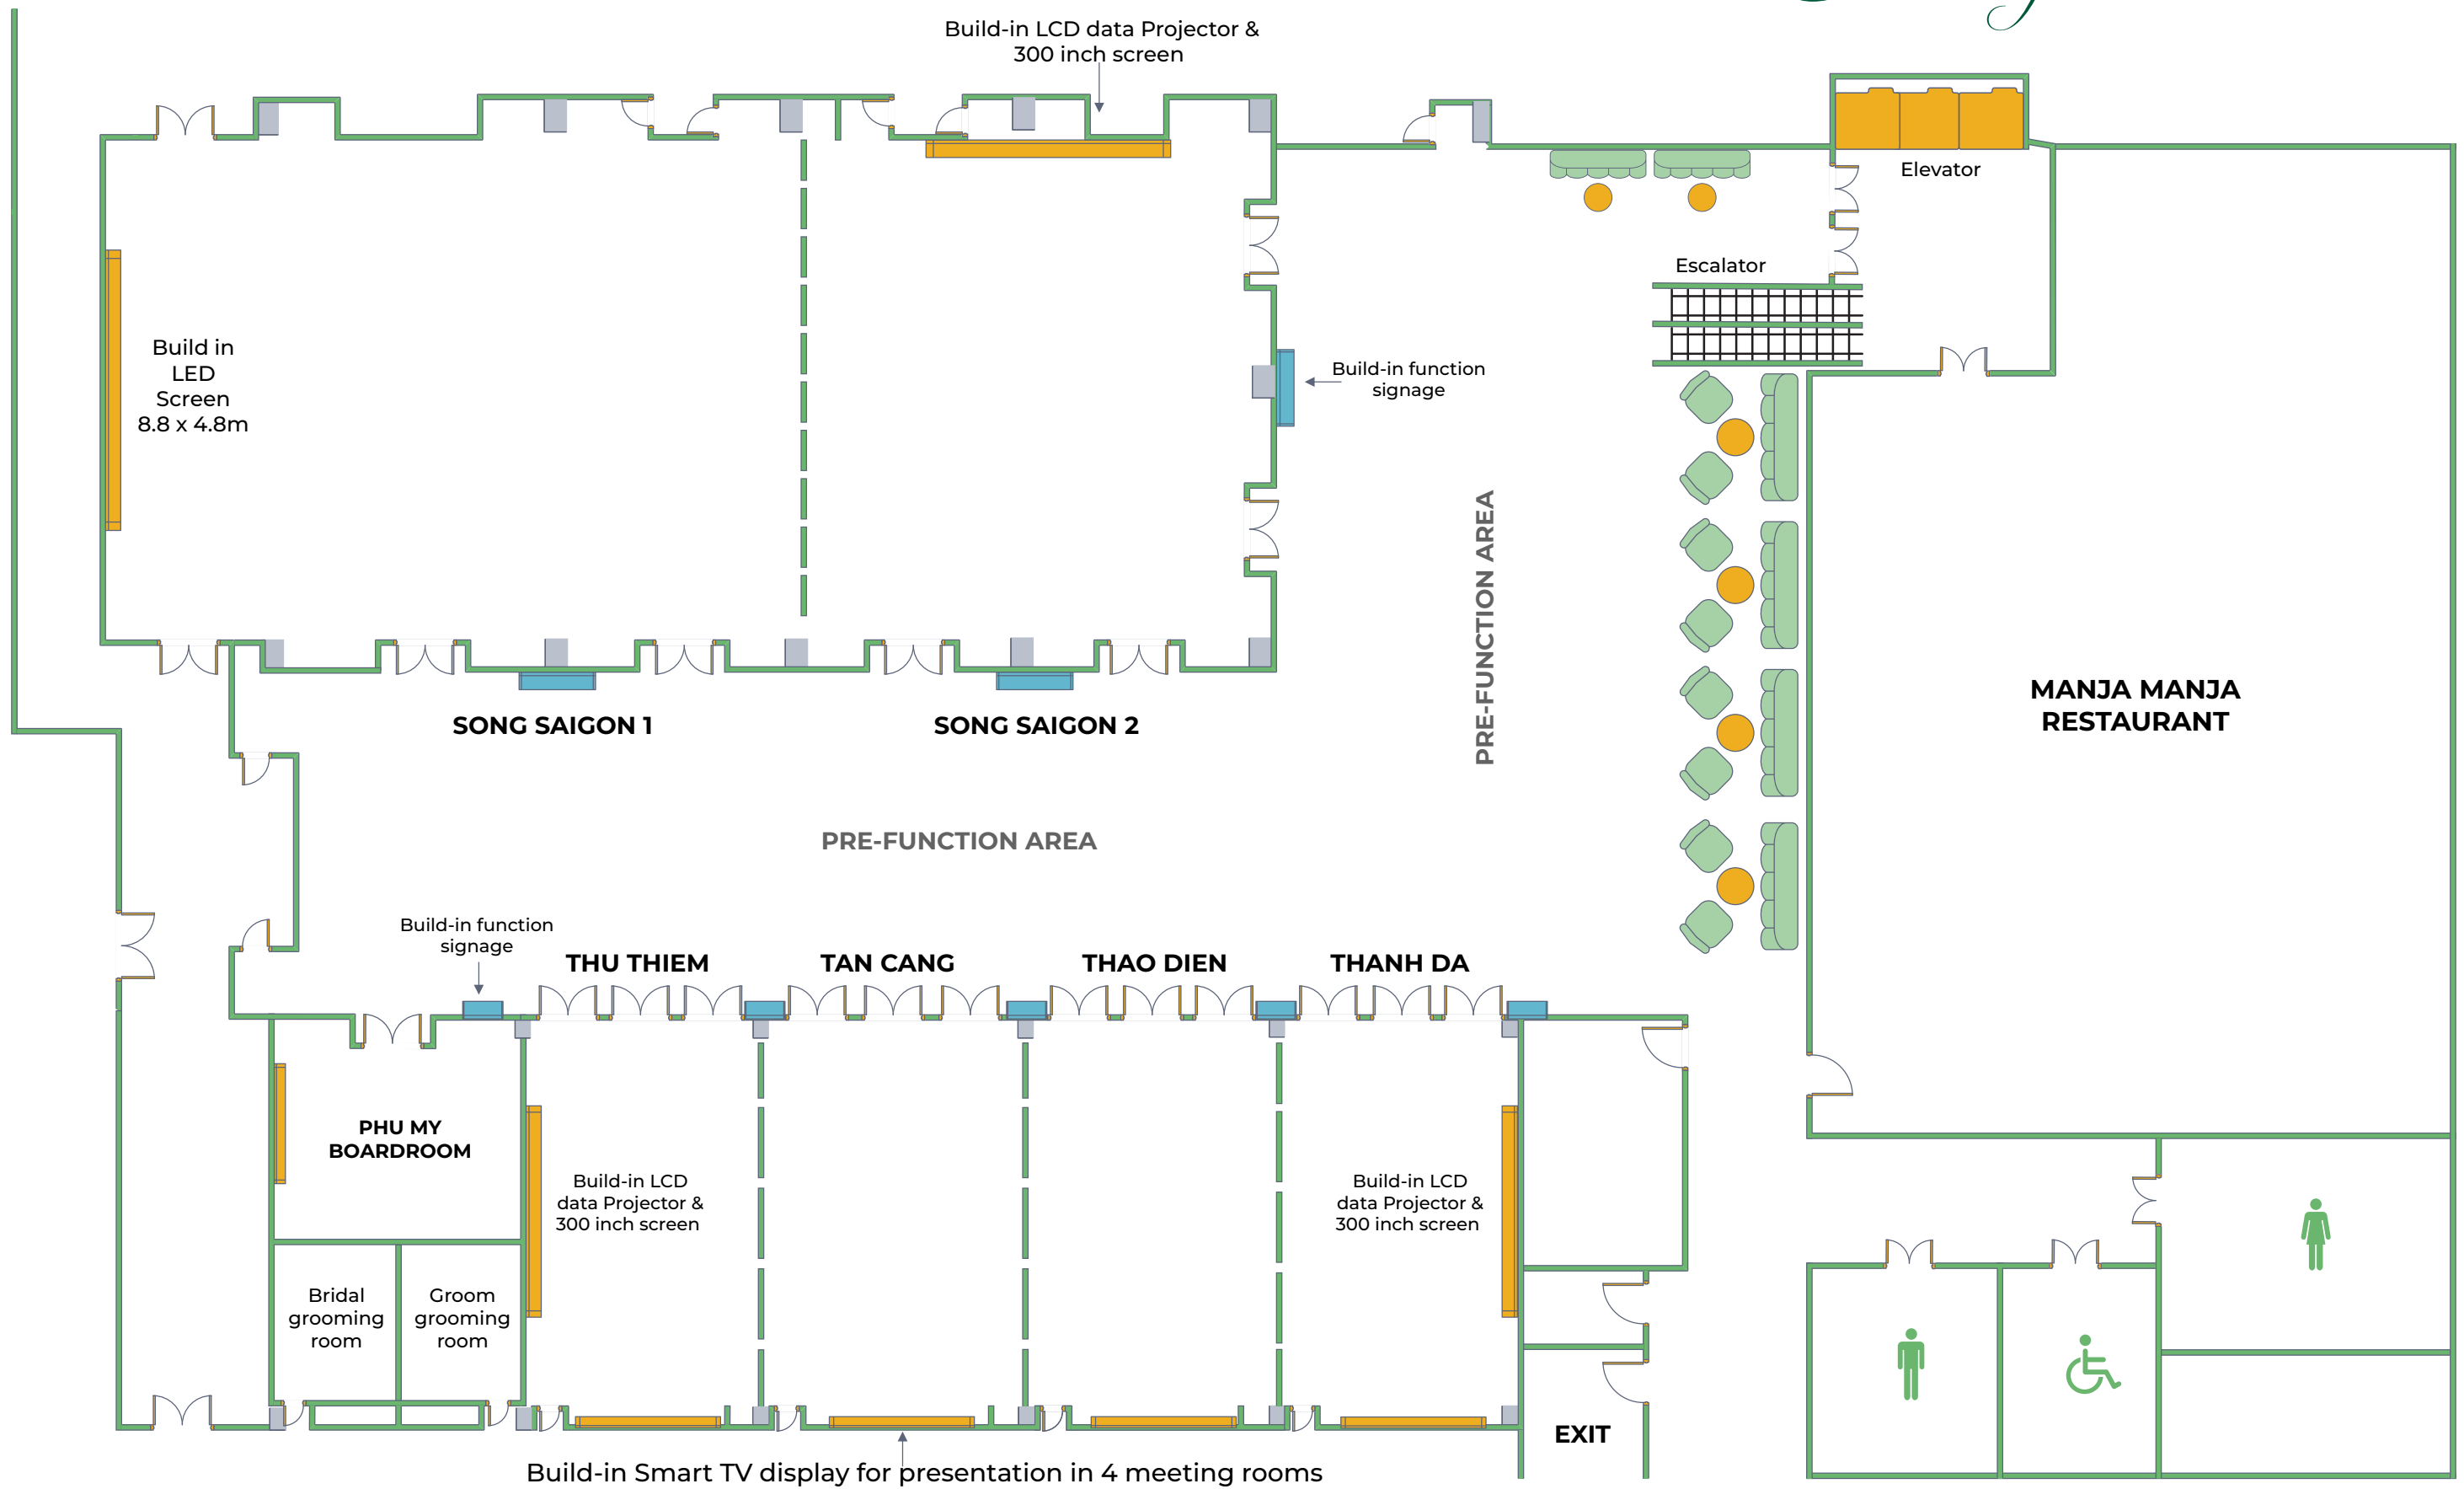 Build-in LCD data Projector &
300 inch screen
Elevator
Escalator
Build in
LED
Screen
8.8 x 4.8m
Build-in function
signage
PRE-FUNCTION AREA
MANJA MANJA
RESTAURANT
SONG SAIGON 1
SONG SAIGON 2
PRE-FUNCTION AREA
Build-in function
signage
THU THIEM
TAN CANG
THAO DIEN
THANH DA
PHU MY
BOARDROOM
Build-in LCD
data Projector &
300 inch screen
Build-in LCD
data Projector &
300 inch screen
Bridal
grooming
room
Groom
grooming
room
EXIT
Build-in Smart TV display for presentation in 4 meeting rooms